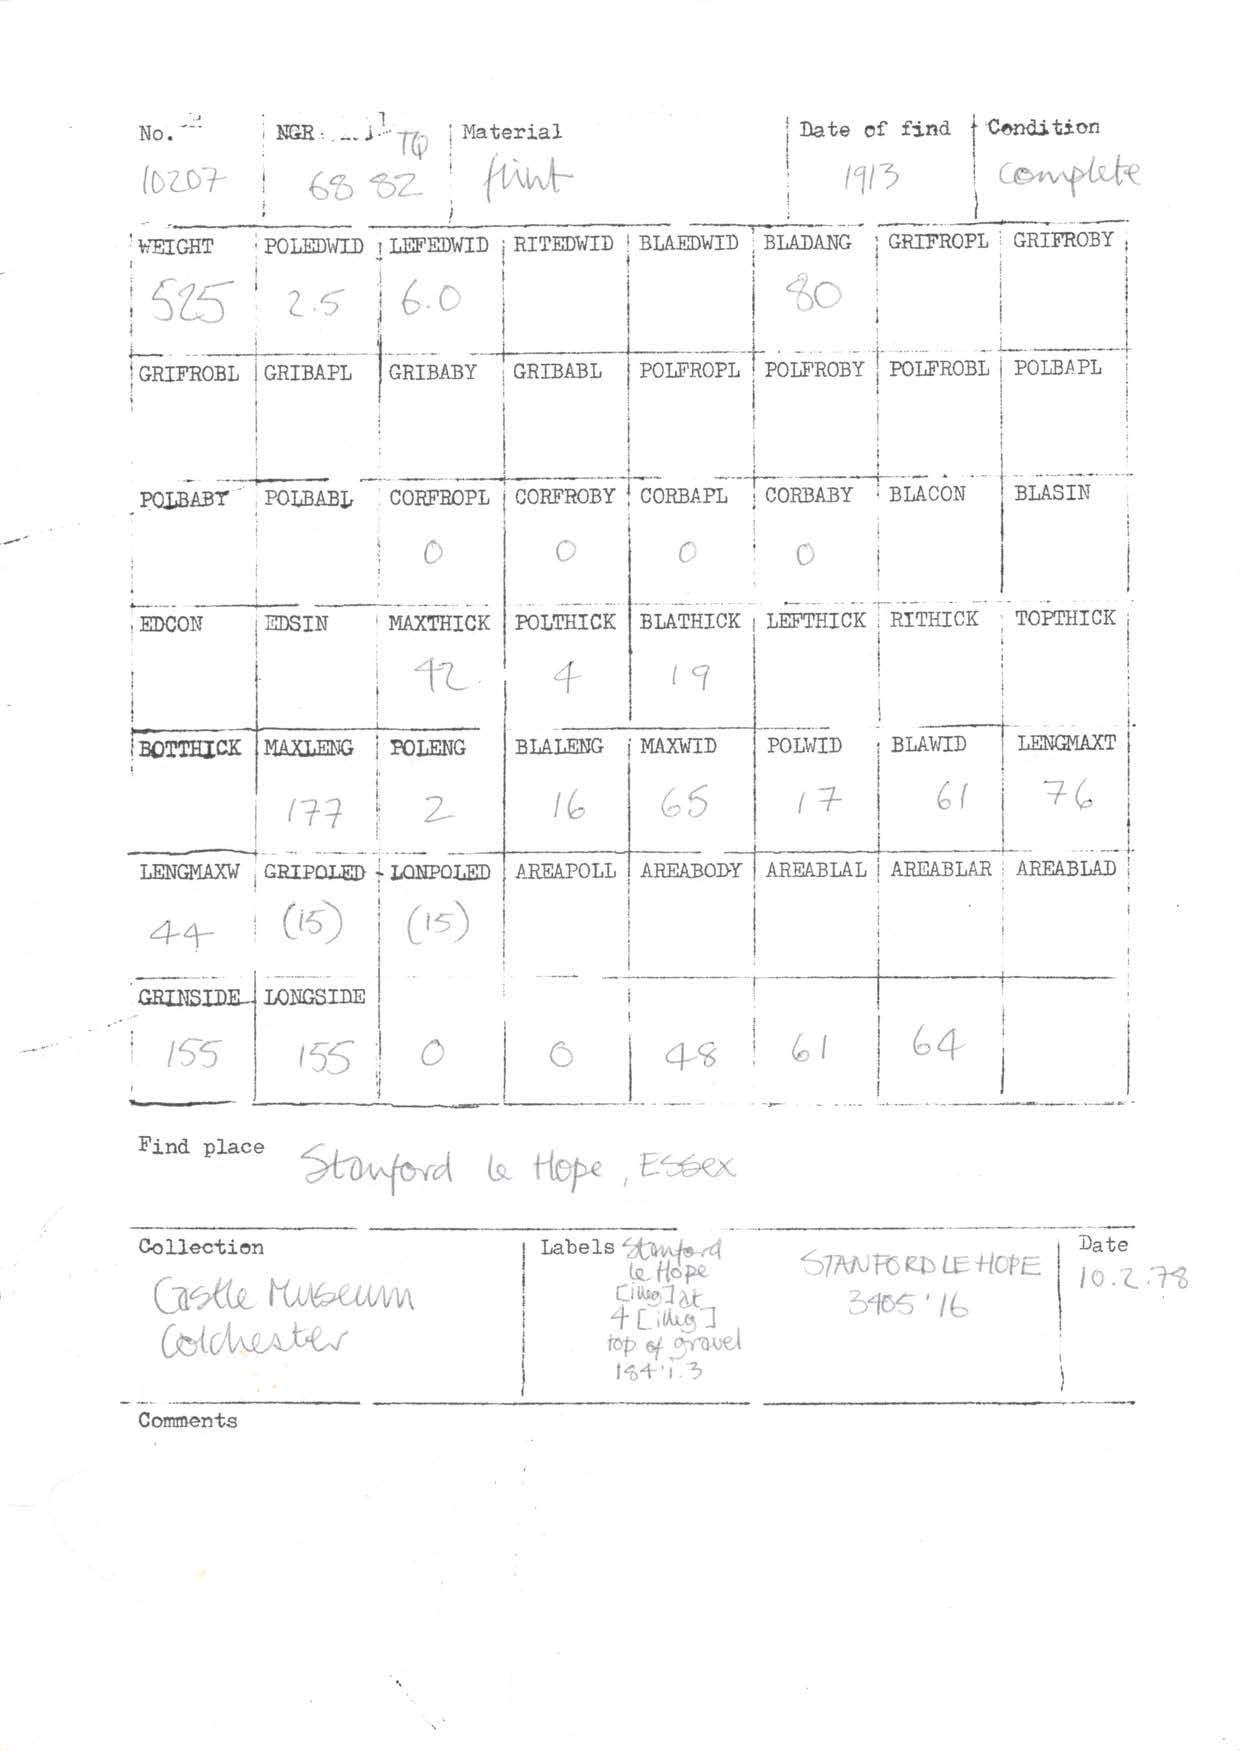 No. NGR TQ Material Date of find Condition
10207 68 82 flint 1913 complete
WEIGHT POLEDWID LEFEDWID RITEDWID BLAEDWID BLADANG GRIFROPL GRIFROBY
525 2.5 6.0 80
GRIFROBL GRIBAPL GRIBABY GRIBABL POLFROPL POLFROBY POLFROBL POLBAPL
POLBABY POLBABL CORFROPL CORFROBY CORBAPL CORBABY BLACON BLASIN
0 0 0 0
EDCON EDSIN MAXTHICK POLTHICK BLATHICK LEFTHICK RITHICK TOPTHICK
42 4 19
BOTTHICK MAXLENG POLENG BLALENG MAXWID POLWID BLAWID LENGMAXT
177 2 16 65 17 61 76
LENGMAXW GRIPOLED LONPOLED AREAPOLL AREABODY AREABLAL AREABLAR AREABLAD
44 (15) (15)
GRINSIDE LONGSIDE
155 155 0 0 48 61 64
Find place Stanford le Hope, Essex
Collection
Castle Museum
Colchester
Labels Stanford
le Hope
[illeg] at
4 [illeg]
top of gravel
184.i.3
STANFORD LE HOPE
3405'16
Date
10.2.78
Comments